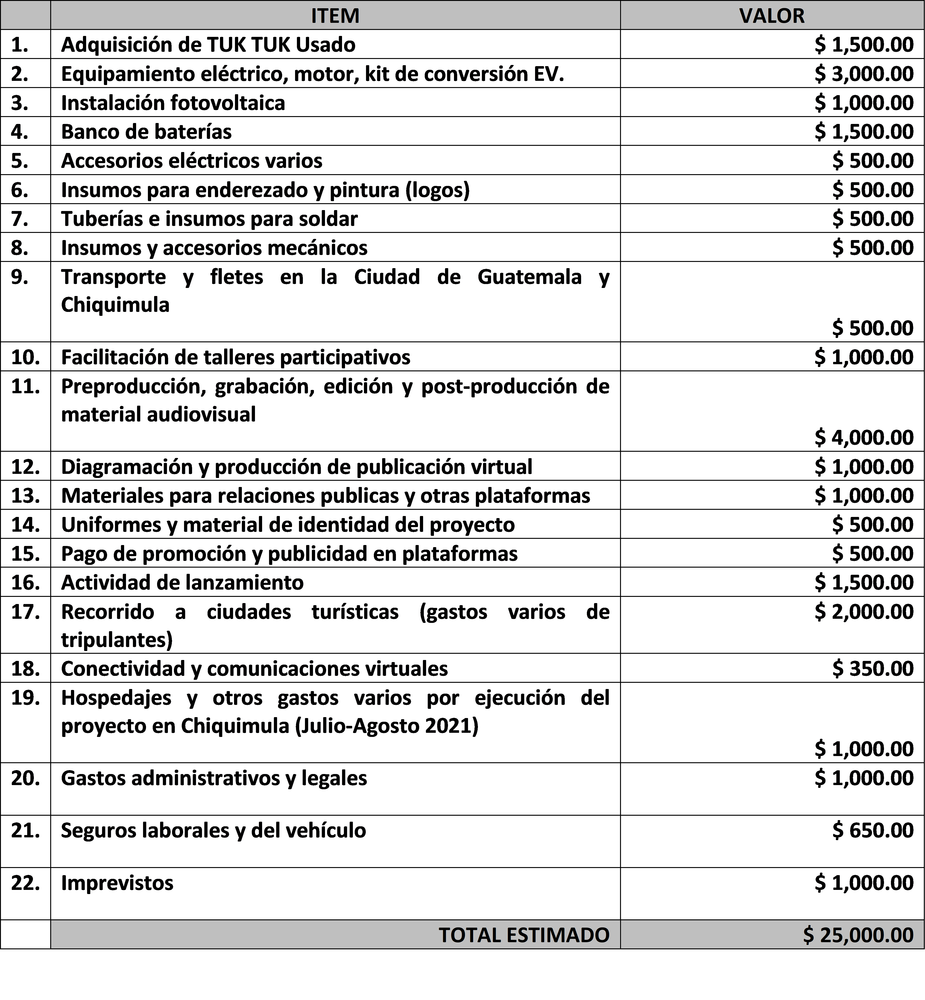 ITEM VALOR
1. Adquisición de TUK TUK Usado $ 1,500.00
2. Equipamiento eléctrico, motor, kit de conversión EV. $ 3,000.00
3. Instalación fotovoltaica $ 1,000.00
4. Banco de baterías $ 1,500.00
5. Accesorios eléctricos varios $ 500.00
6. Insumos para enderezado y pintura (logos) $ 500.00
7. Tuberías e insumos para soldar $ 500.00
8. Insumos y accesorios mecánicos $ 500.00
9. Transporte y fletes en la Ciudad de Guatemala y
Chiquimula
$ 500.00
10. Facilitación de talleres participativos $ 1,000.00
11. Preproducción, grabación, edición y post-producción de
material audiovisual
$ 4,000.00
12. Diagramación y producción de publicación virtual $ 1,000.00
13. Materiales para relaciones publicas y otras plataformas $ 1,000.00
14. Uniformes y material de identidad del proyecto $ 500.00
15. Pago de promoción y publicidad en plataformas $ 500.00
16. Actividad de lanzamiento $ 1,500.00
17. Recorrido a ciudades turísticas (gastos varios de $ 2,000.00
tripulantes)
18. Conectividad y comunicaciones virtuales $ 350.00
19. Hospedajes y otros gastos varios por ejecución del
proyecto en Chiquimula (Julio-Agosto 2021)
$ 1,000.00
20. Gastos administrativos y legales $ 1,000.00
21. Seguros laborales y del vehículo $ 650.00
22. Imprevistos $ 1,000.00
TOTAL ESTIMADO $ 25,000.00